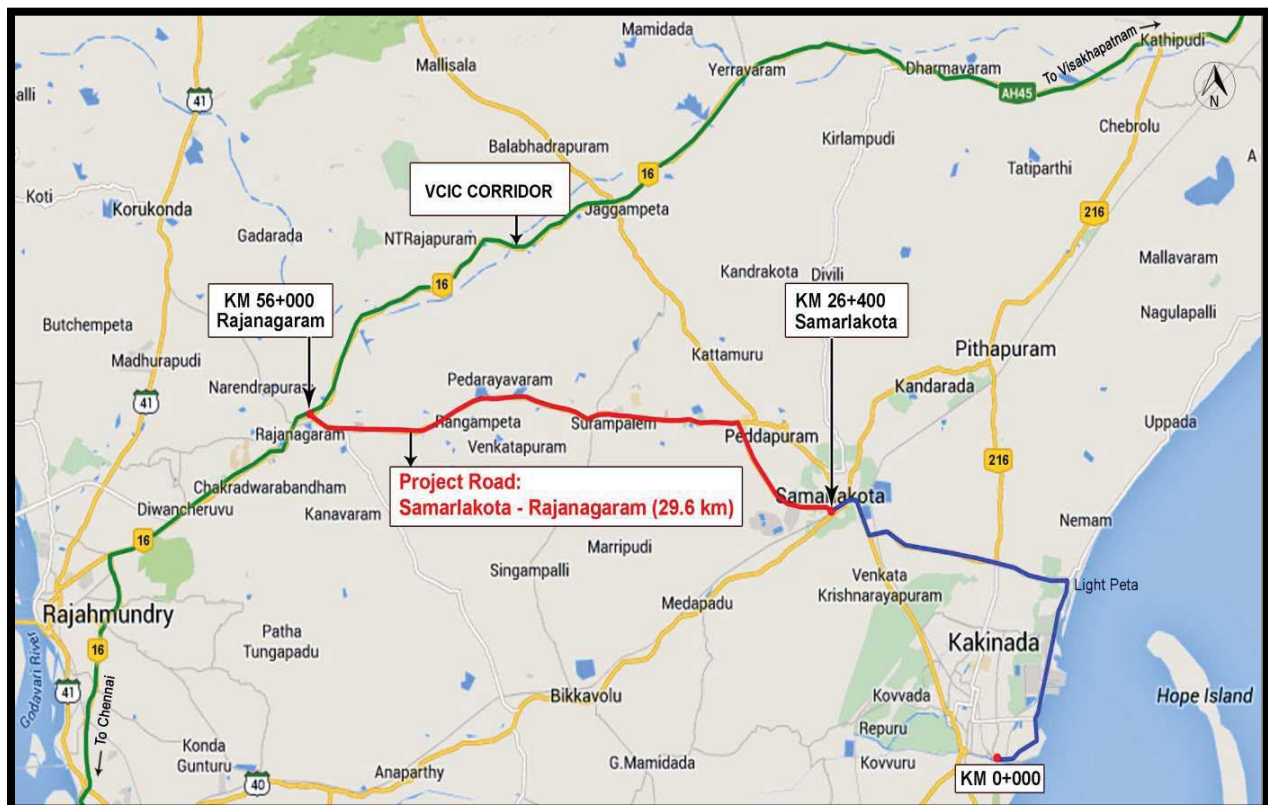 Mamidada
To Visakhapatnam
Kathipudi
Mallisala
Yerravaram
Dharmavaram
AH45
N
41
Chebrolu
Kirlampudi
Balabhadrapuram
Tatiparthi
A
16
VCIC CORRIDOR
Koti
Korukonda
Jaggampeta
216
Gadarada
NTRajapuram
Mallavaram
Kandrakota
Divili
16
KM 56+000
Rajanagaram
KM 26+400
Samarlakota
Nagulapalli
Butchempeta
Pithapuram
Madhurapudi
Kattamuru
Narendrapuram
Pedarayavaram
Kandarada
41
Uppada
Rajanagaram
Rangampeta
Surampalem
Peddapuram
Venkatapuram
216
Project Road:
Samarlakota - Rajanagaram (29.6 km)
Chakradwarabandham
Samarlakota
Diwancheruvu
Kanavaram
Nemam
16
Marripudi
Singampalli
Venkata
Krishnarayapuram
Light Peta
Medapadu
Rajahmundry
Patha
Tungapadu
Kakinada
16
Godavari River
41
To Chennai
Bikkavolu
Kovvada
Hope Island
Repuru
Konda
Gunturu
G.Mamidada
Kovvuru
Anaparthy
40
KM 0+000